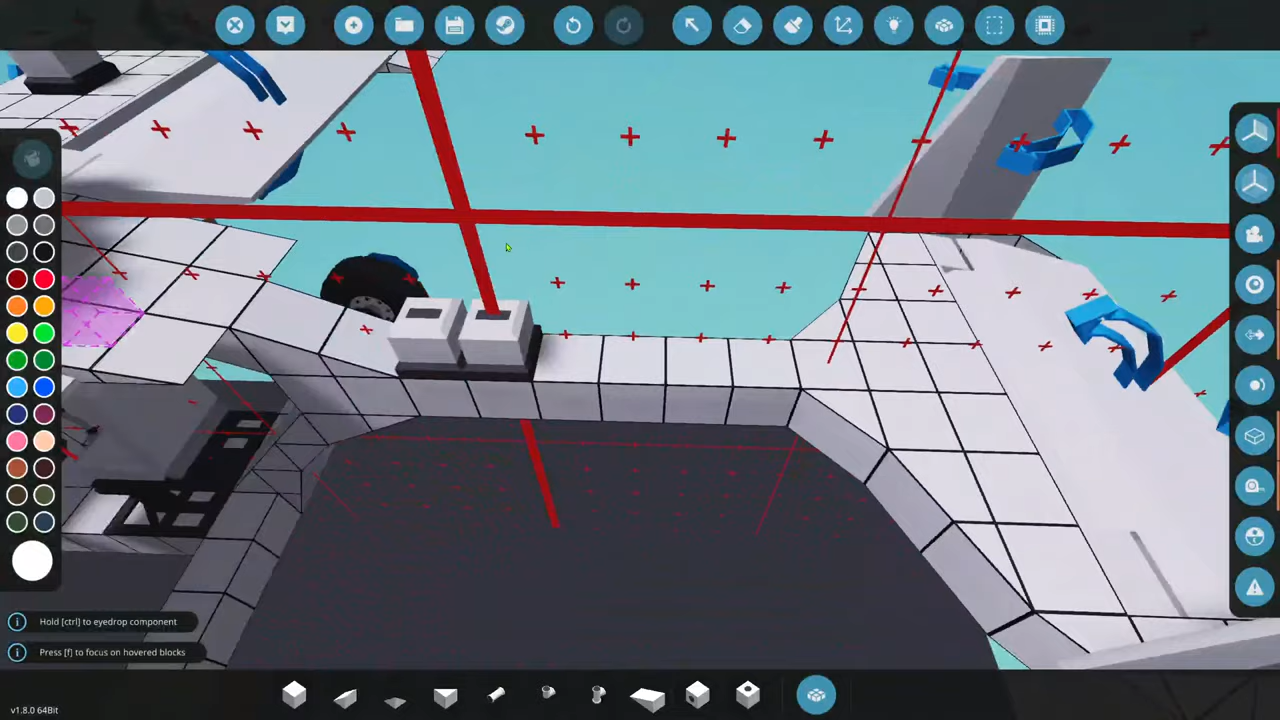 Hold [ctrl] to eyedrop component
Press [f] to focus on hovered blocks
v1.8.0 64Bit